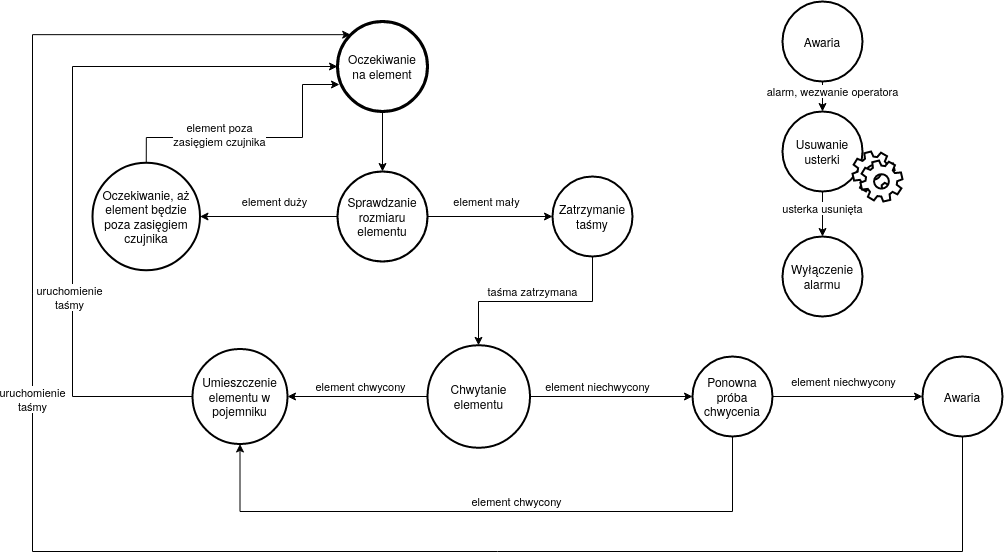 Oczekiwanie
na element
Awaria
alarm, wezwanie operatora
element poza
zasięgiem czujnika
Usuwanie
usterki
Oczekiwanie, aż
element będzie
poza zasięgiem
czujnika
element duży
Sprawdzanie
rozmiaru
elementu
element mały
Zatrzymanie
taśmy
usterka usunięta
Wyłączenie
alarmu
uruchomienie
taśmy
taśma zatrzymana
uruchomienie
taśmy
Umieszczenie
elementu w
pojemniku
element chwycony
Chwytanie
elementu
element niechwycony
Ponowna
próba
chwycenia
element niechwycony
Awaria
element chwycony